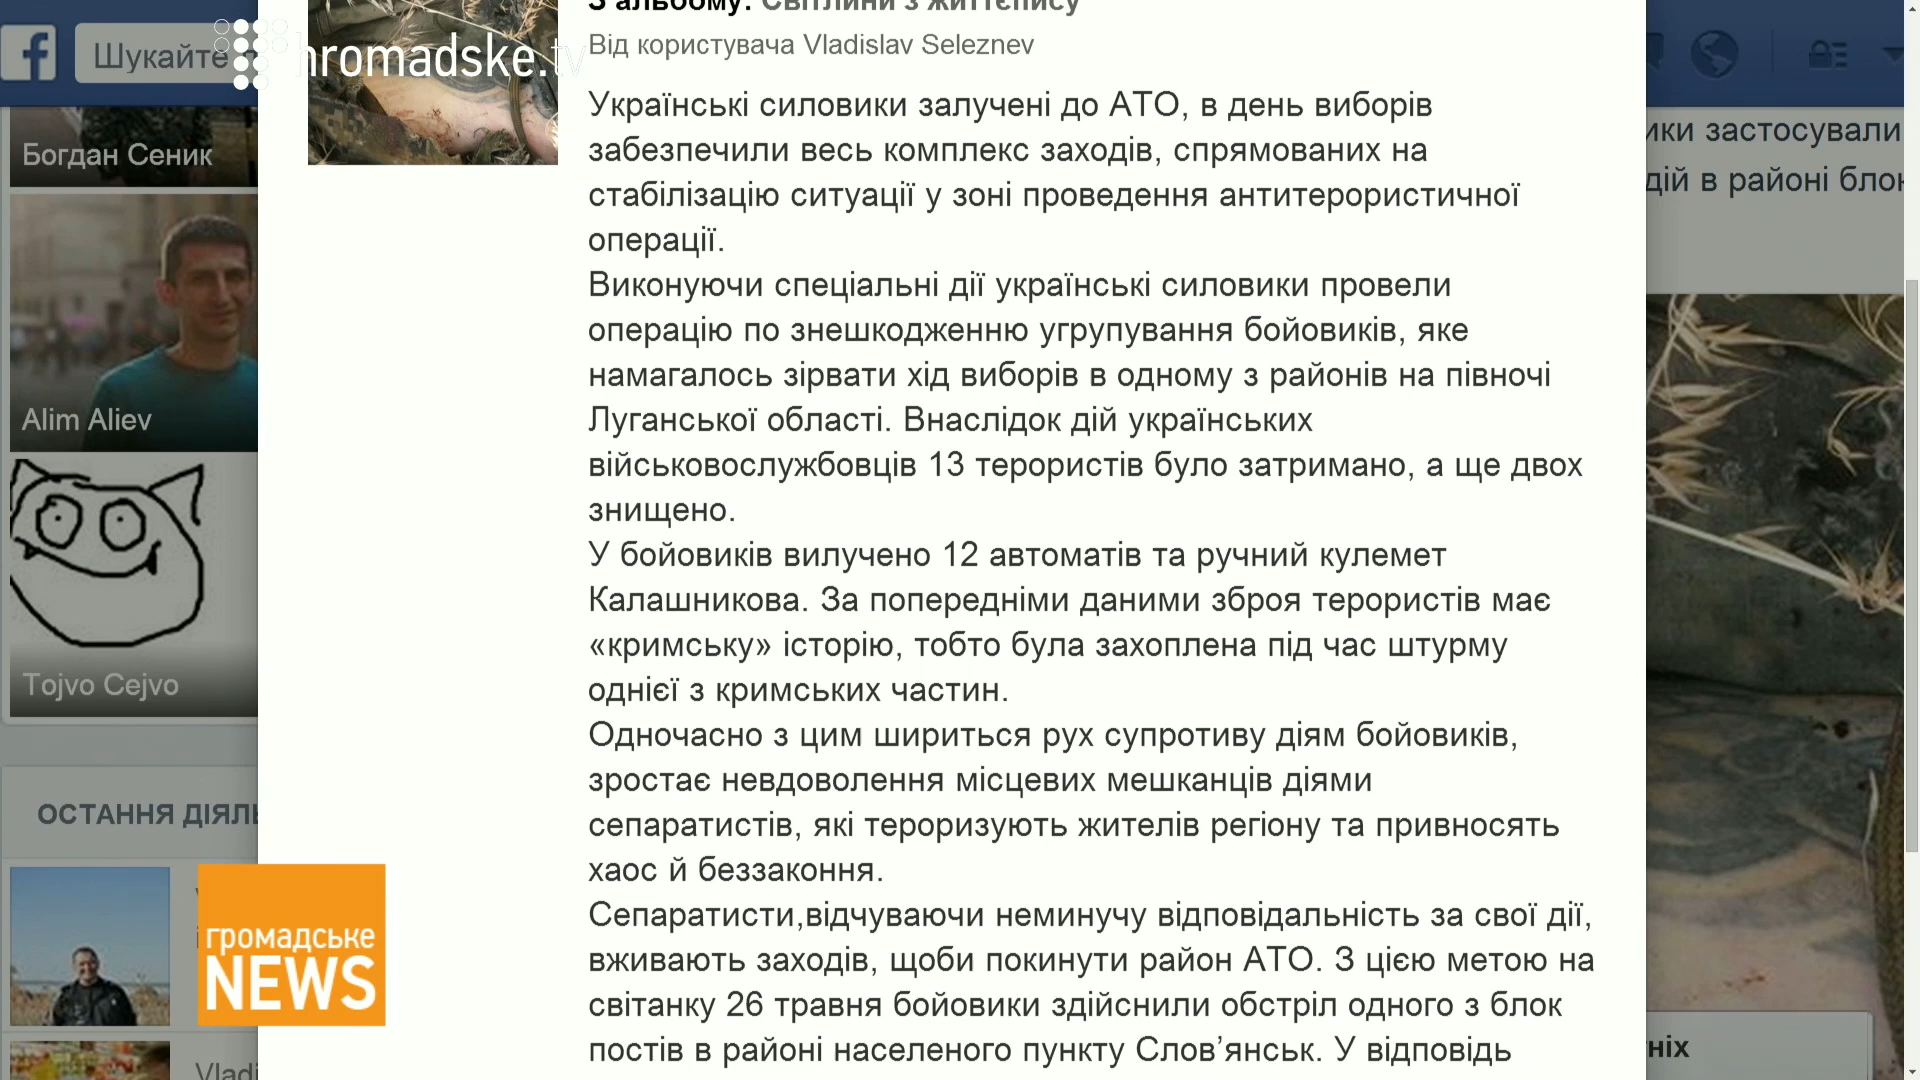 З альбому: Світлини з життєпису
Від користувача Vladislav Seleznev
Шукайте
hromadske.tv
Українські силовики залучені до АТО, в день виборів
забезпечили весь комплекс заходів, спрямованих на
стабілізацію ситуації у зоні проведення антитерористичної
операції.
Виконуючи спеціальні дії українські силовики провели
операцію по знешкодженню угрупування бойовиків, яке
намагалось зірвати хід виборів в одному з районів на півночі
Луганської області. Внаслідок дій українських
військовослужбовців 13 терористів було затримано, а ще двох
знищено.
У бойовиків вилучено 12 автоматів та ручний кулемет
Калашникова. За попередніми даними зброя терористів має
«кримську» історію, тобто була захоплена під час штурму
однієї з кримських частин.
Одночасно з цим шириться рух супротиву діям бойовиків,
зростає невдоволення місцевих мешканців діями
сепаратистів, які тероризують жителів регіону та привносять
хаос й беззаконня.
Сепаратисти,відчуваючи неминучу відповідальність за свої дії,
вживають заходів, щоби покинути район АТО. З цією метою на
світанку 26 травня бойовики здійснили обстріл одного з блок
постів в районі населеного пункту Слов’янськ. У відповідь
Богдан Сеник
Alim Aliev
Tojvo Cejvo
ОСТАННЯ ДІЯЛЬ
громадське
NEWS
Vladi
ики застосували
дій в районі блок
ніх